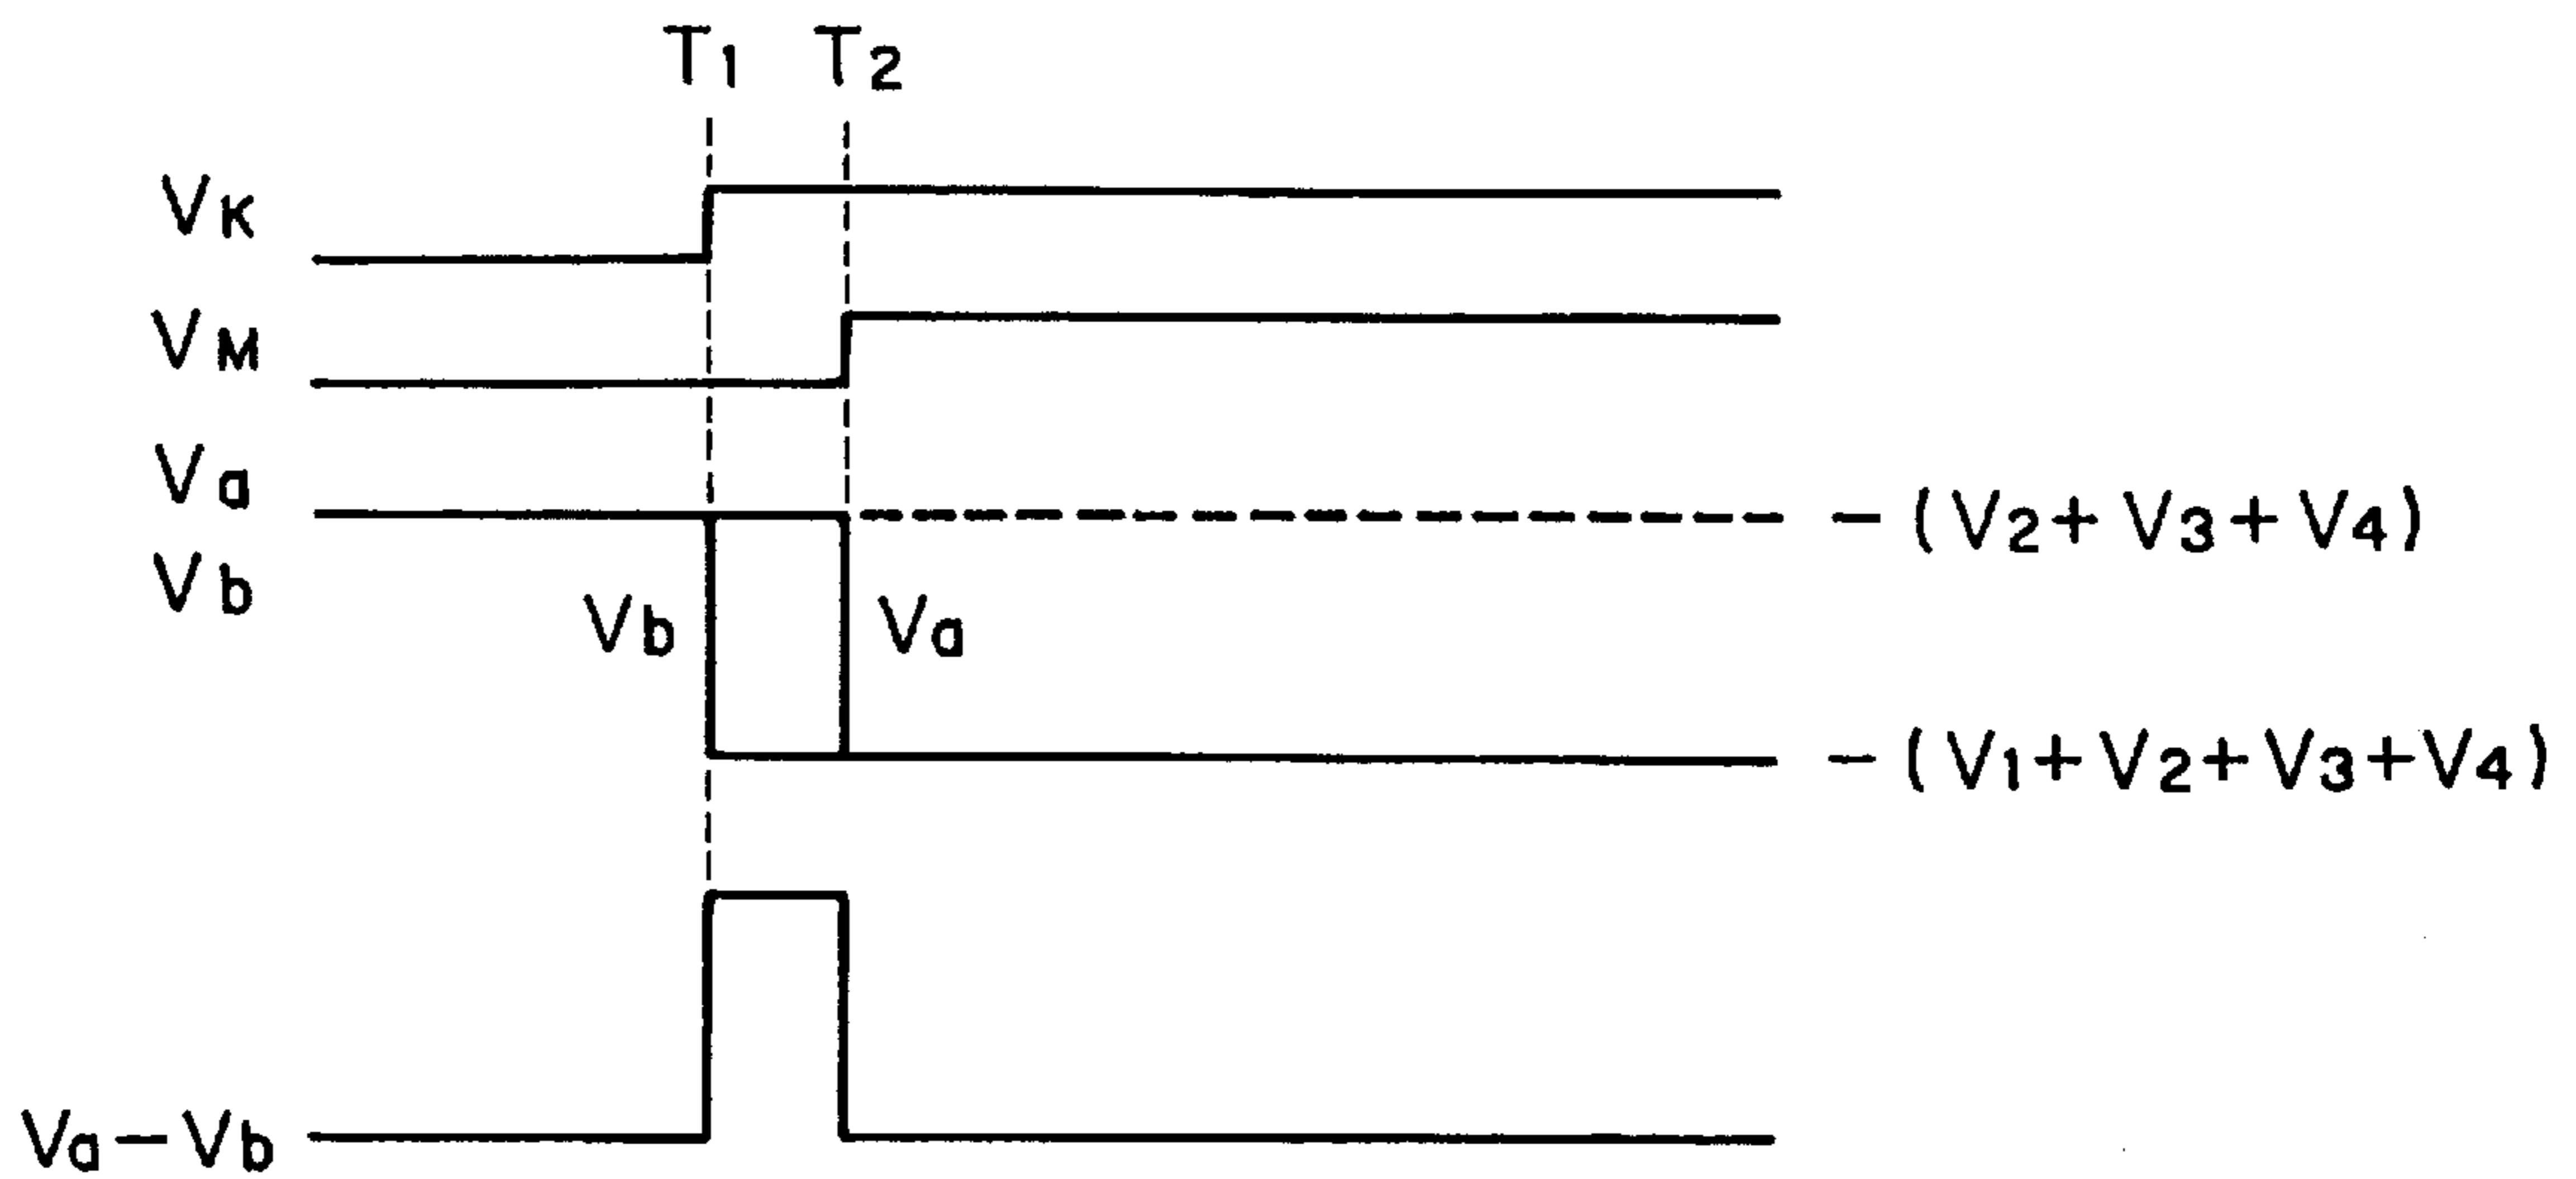 T1 T2
VK
VM
Va
-(V2+V3+V4)
Vb
Vb Va
-(V1+V2+V3+V4)
Va-Vb